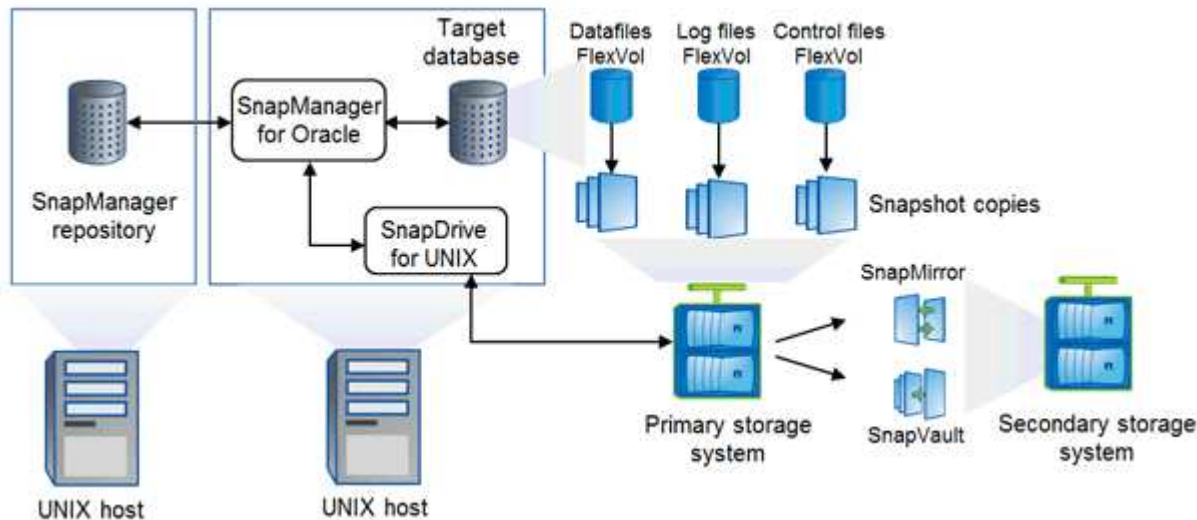 SnapManager
repository
SnapManager
for Oracle
Target
database
SnapDrive
for UNIX
Datafiles
FlexVol
Log files
FlexVol
Control files
FlexVol
Snapshot copies
SnapMirror
SnapVault
Primary storage
system
Secondary storage
system
UNIX host
UNIX host